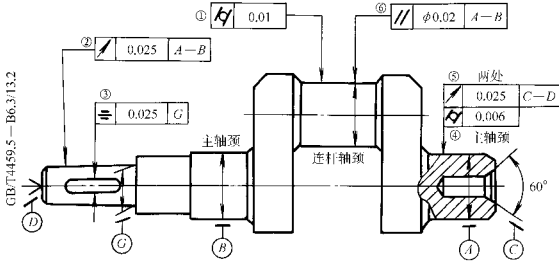 ① ⌭ 0.01
⑥ // ϕ0.02 A—B
② ↗ 0.025 A—B
③
⌯ 0.025 G
⑤ 两处
↗ 0.025 C—D
⌭ 0.006
④ 主轴颈
主轴颈
连杆轴颈
GB/T4459.5—B6.3/13.2
60°
D
G
B
A
C